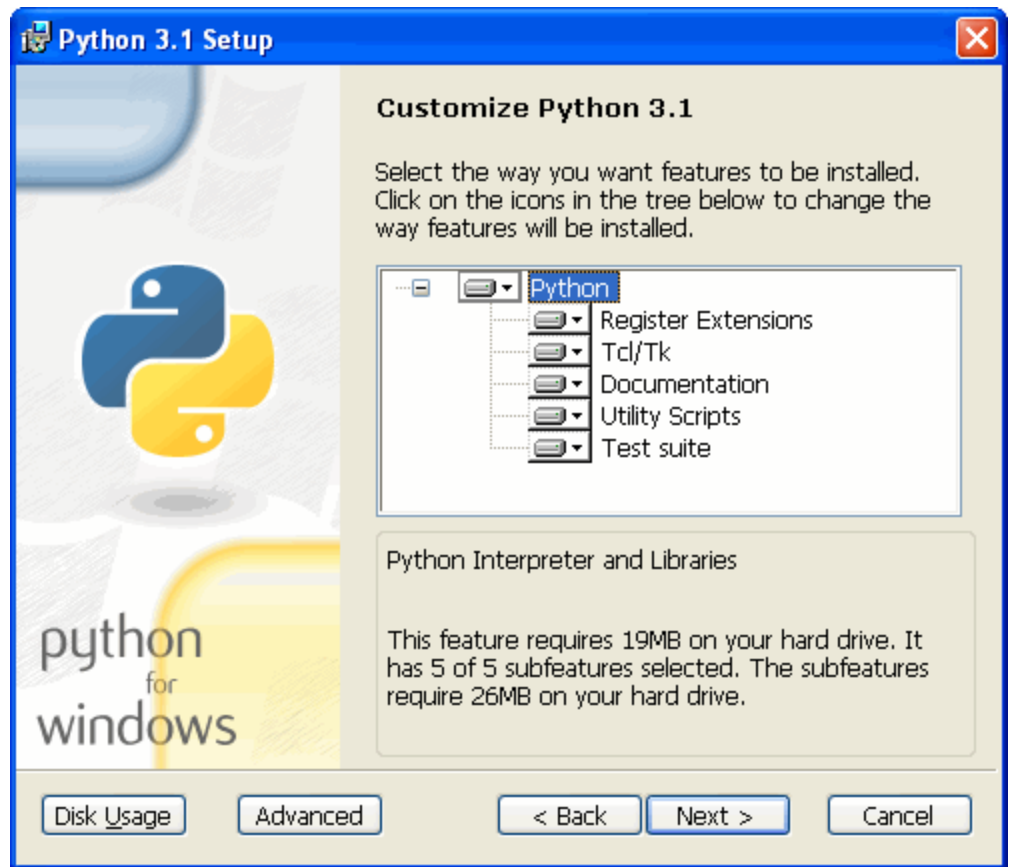 Python 3.1 Setup
Customize Python 3.1
Select the way you want features to be installed.
Click on the icons in the tree below to change the
way features will be installed.
Python
Register Extensions
Tcl/Tk
Documentation
Utility Scripts
Test suite
Python Interpreter and Libraries
This feature requires 19MB on your hard drive. It
has 5 of 5 subfeatures selected. The subfeatures
require 26MB on your hard drive.
python
for
windows
Disk Usage
Advanced
< Back
Next >
Cancel